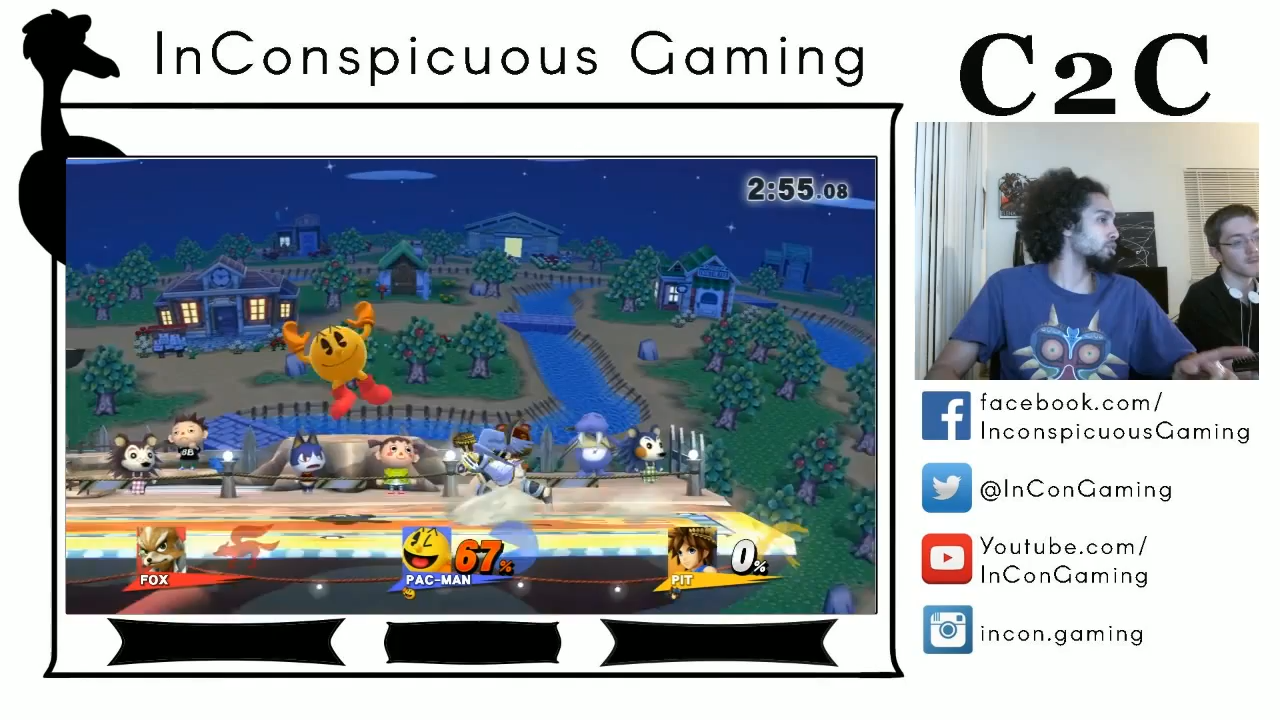 InConspicuous Gaming
C2C
2:55.08
8B
FOX
67%
PAC-MAN
0%
PIT
facebook.com/
InconspicuousGaming
@InConGaming
Youtube.com/
InConGaming
incon.gaming